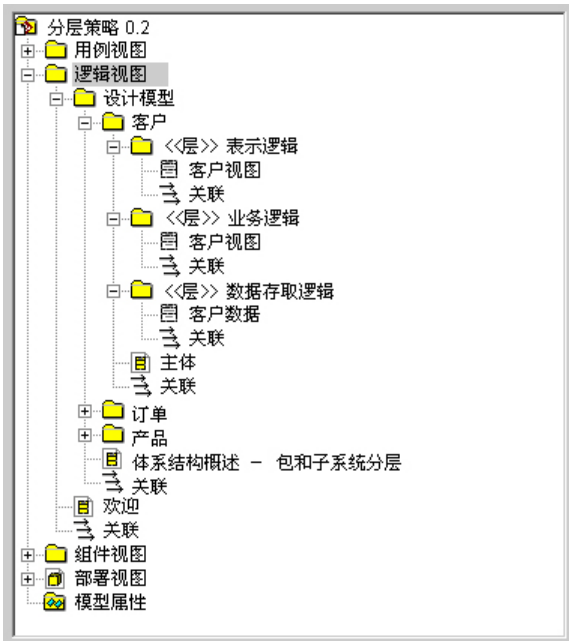 分层策略 0.2
用例视图
逻辑视图
设计模型
客户
<<层>> 表示逻辑
客户视图
关联
<<层>> 业务逻辑
客户视图
关联
<<层>> 数据存取逻辑
客户数据
关联
主体
关联
订单
产品
体系结构概述 - 包和子系统分层
关联
欢迎
关联
组件视图
部署视图
模型属性